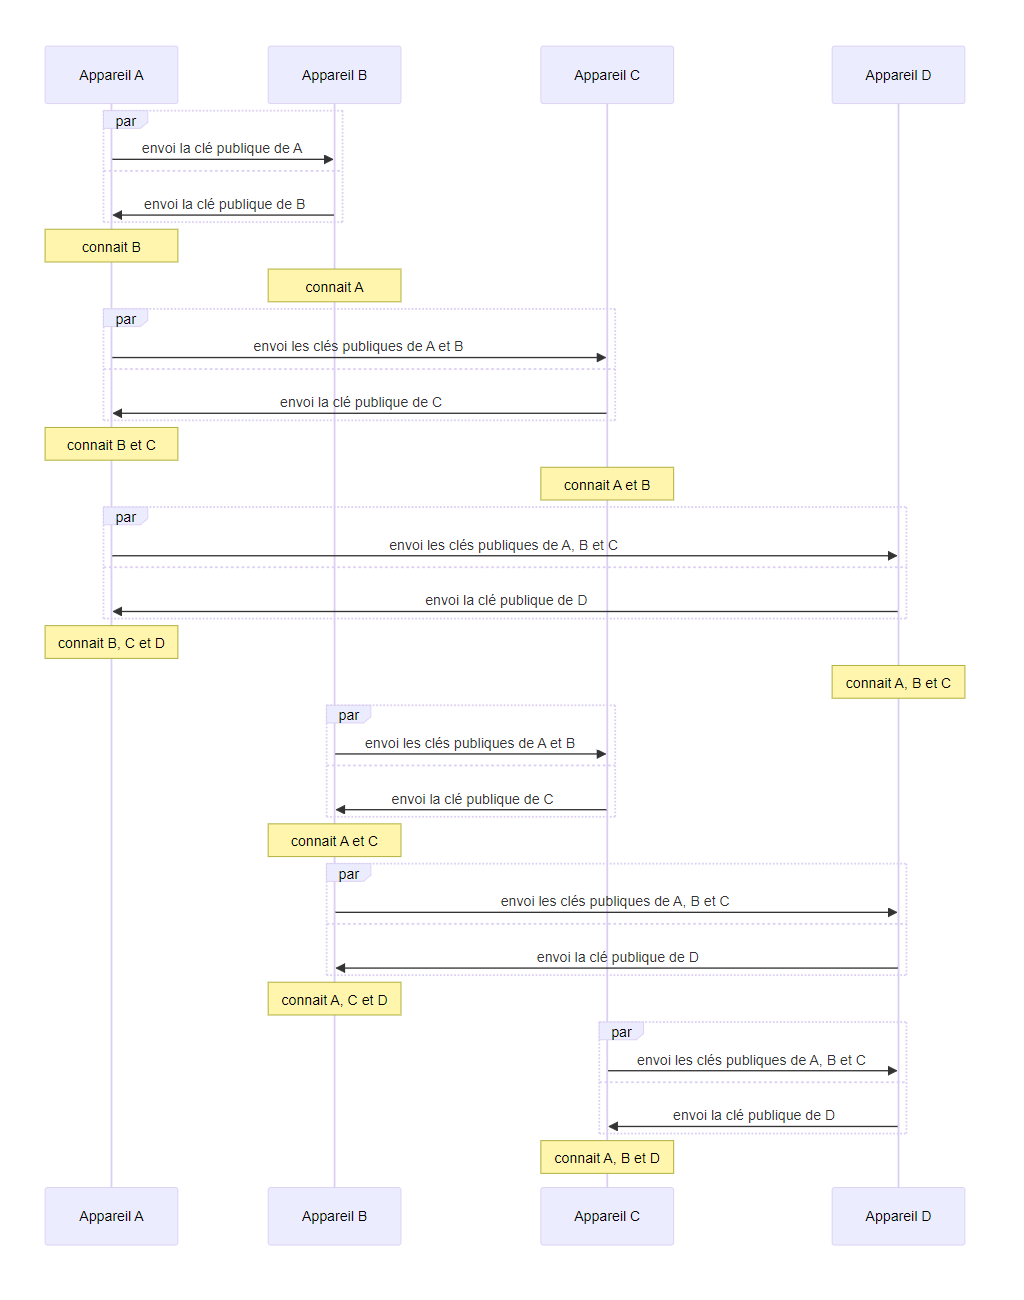 Appareil A
Appareil B
Appareil C
Appareil D
par
envoi la clé publique de A
envoi la clé publique de B
connait B
connait A
par
envoi les clés publiques de A et B
envoi la clé publique de C
connait B et C
connait A et B
par
envoi les clés publiques de A, B et C
envoi la clé publique de D
connait B, C et D
connait A, B et C
par
envoi les clés publiques de A et B
envoi la clé publique de C
connait A et C
par
envoi les clés publiques de A, B et C
envoi la clé publique de D
connait A, C et D
par
envoi les clés publiques de A, B et C
envoi la clé publique de D
connait A, B et D
Appareil A
Appareil B
Appareil C
Appareil D